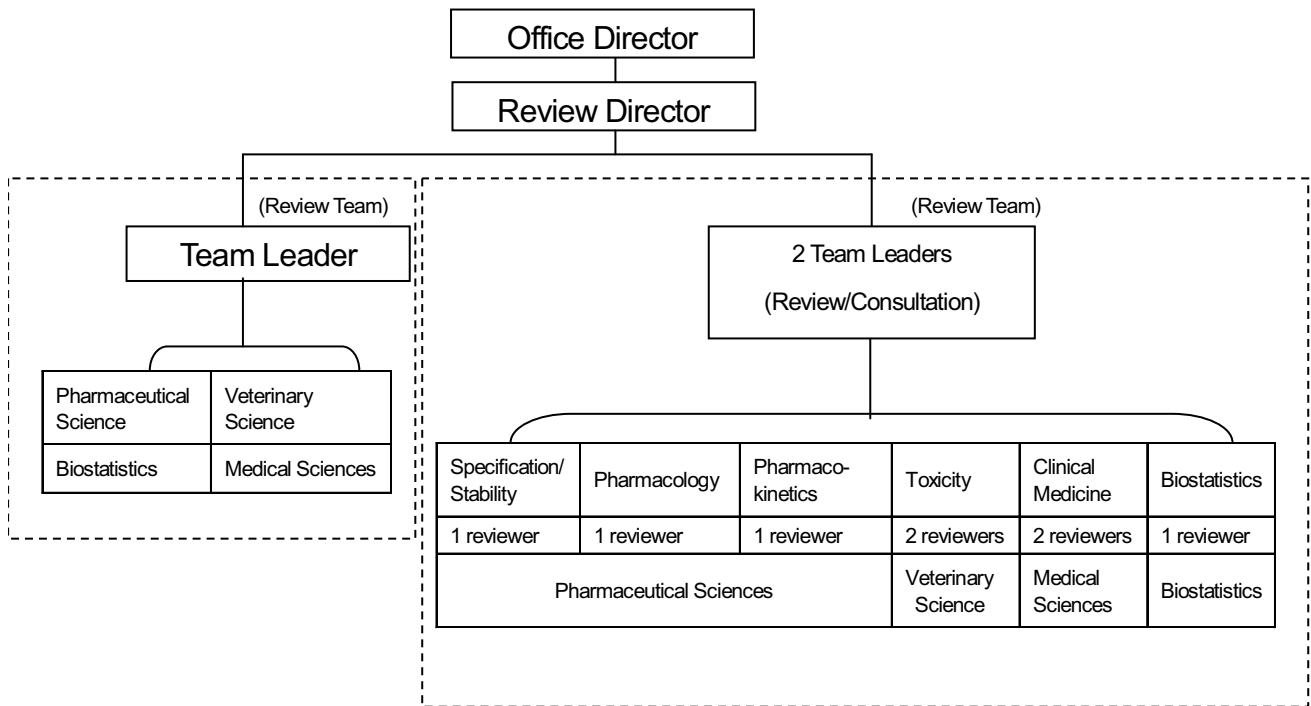 Office Director
Review Director
(Review Team)
Team Leader
Pharmaceutical
Science
Veterinary
Science
Biostatistics
Medical Sciences
(Review Team)
2 Team Leaders
(Review/Consultation)
Specification/
Stability
Pharmacology
Pharmaco-
kinetics
Toxicity
Clinical
Medicine
Biostatistics
1 reviewer
1 reviewer
1 reviewer
2 reviewers
2 reviewers
1 reviewer
Pharmaceutical Sciences
Veterinary
Science
Medical
Sciences
Biostatistics